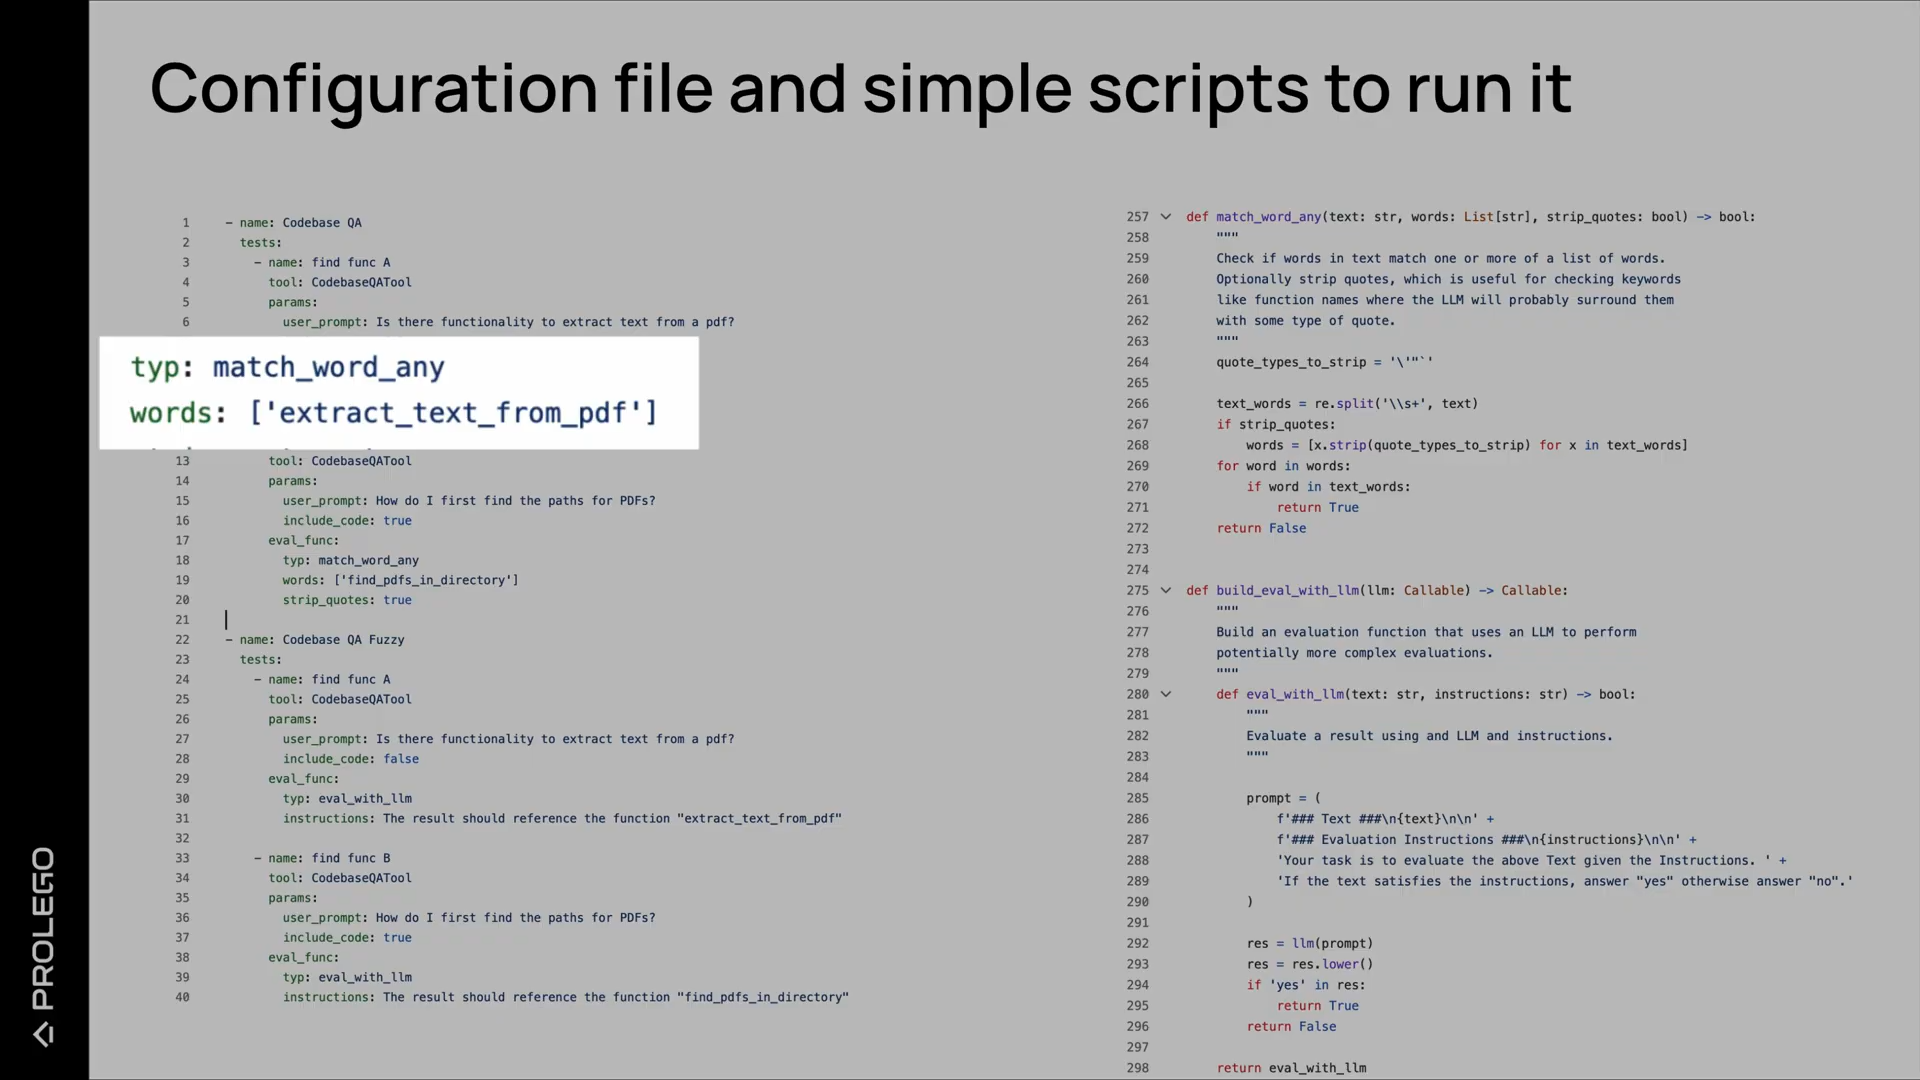 Configuration file and simple scripts to run it
1 - name: Codebase QA
2 tests:
3 - name: find func A
4 tool: CodebaseQATool
5 params:
6 user_prompt: Is there functionality to extract text from a pdf?
typ: match_word_any
words: ['extract_text_from_pdf']
13 tool: CodebaseQATool
14 params:
15 user_prompt: How do I first find the paths for PDFs?
16 include_code: true
17 eval_func:
18 typ: match_word_any
19 words: ['find_pdfs_in_directory']
20 strip_quotes: true
21
22 - name: Codebase QA Fuzzy
23 tests:
24 - name: find func A
25 tool: CodebaseQATool
26 params:
27 user_prompt: Is there functionality to extract text from a pdf?
28 include_code: false
29 eval_func:
30 typ: eval_with_llm
31 instructions: The result should reference the function "extract_text_from_pdf"
32
33 - name: find func B
34 tool: CodebaseQATool
35 params:
36 user_prompt: How do I first find the paths for PDFs?
37 include_code: true
38 eval_func:
39 typ: eval_with_llm
40 instructions: The result should reference the function "find_pdfs_in_directory"
257 def match_word_any(text: str, words: List[str], strip_quotes: bool) -> bool:
258 """
259 Check if words in text match one or more of a list of words.
260 Optionally strip quotes, which is useful for checking keywords
261 like function names where the LLM will probably surround them
262 with some type of quote.
263 """
264 quote_types_to_strip = '\'"`'
265
266 text_words = re.split('\\s+', text)
267 if strip_quotes:
268 words = [x.strip(quote_types_to_strip) for x in text_words]
269 for word in words:
270 if word in text_words:
271 return True
272 return False
273
274
275 def build_eval_with_llm(llm: Callable) -> Callable:
276 """
277 Build an evaluation function that uses an LLM to perform
278 potentially more complex evaluations.
279 """
280 def eval_with_llm(text: str, instructions: str) -> bool:
281 """
282 Evaluate a result using and LLM and instructions.
283 """
284
285 prompt = (
286 f'### Text ###\n{text}\n\n' +
287 f'### Evaluation Instructions ###\n{instructions}\n\n' +
288 'Your task is to evaluate the above Text given the Instructions. ' +
289 'If the text satisfies the instructions, answer "yes" otherwise answer "no".'
290 )
291
292 res = llm(prompt)
293 res = res.lower()
294 if 'yes' in res:
295 return True
296 return False
297
298 return eval_with_llm
PROLEGO